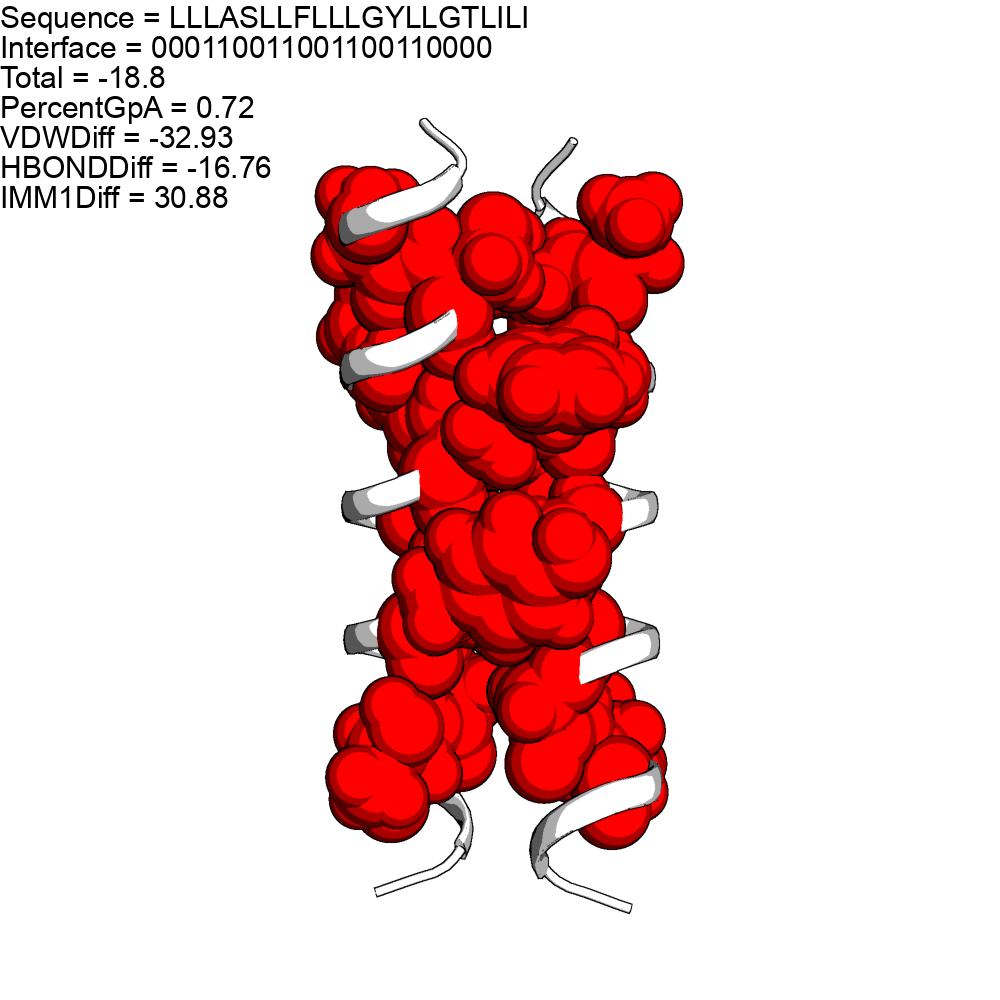 Sequence = LLLASLLFLLLGYLLGTLILI
Interface = 000110011001100110000
Total = -18.8
PercentGpA = 0.72
VDWDiff = -32.93
HBONDDiff = -16.76
IMM1Diff = 30.88